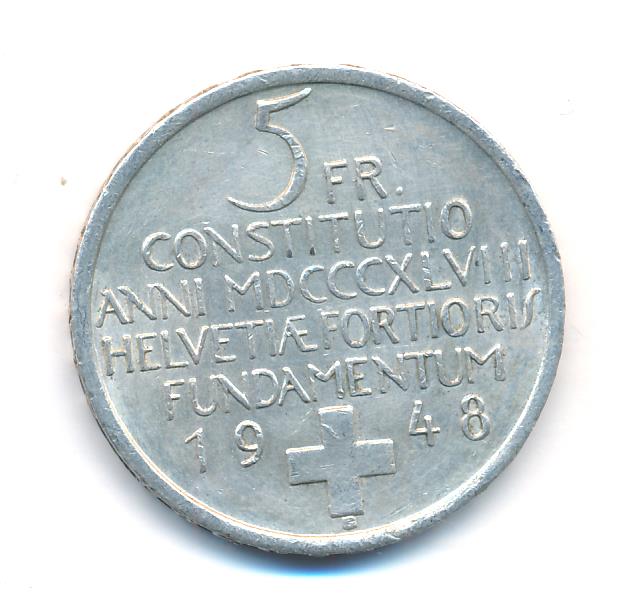 5 FR.
CONSTITUTIO
ANNI MDCCCXLVIII
HELVETIÆ FORTIORIS
FUNDAMENTUM
1948
B